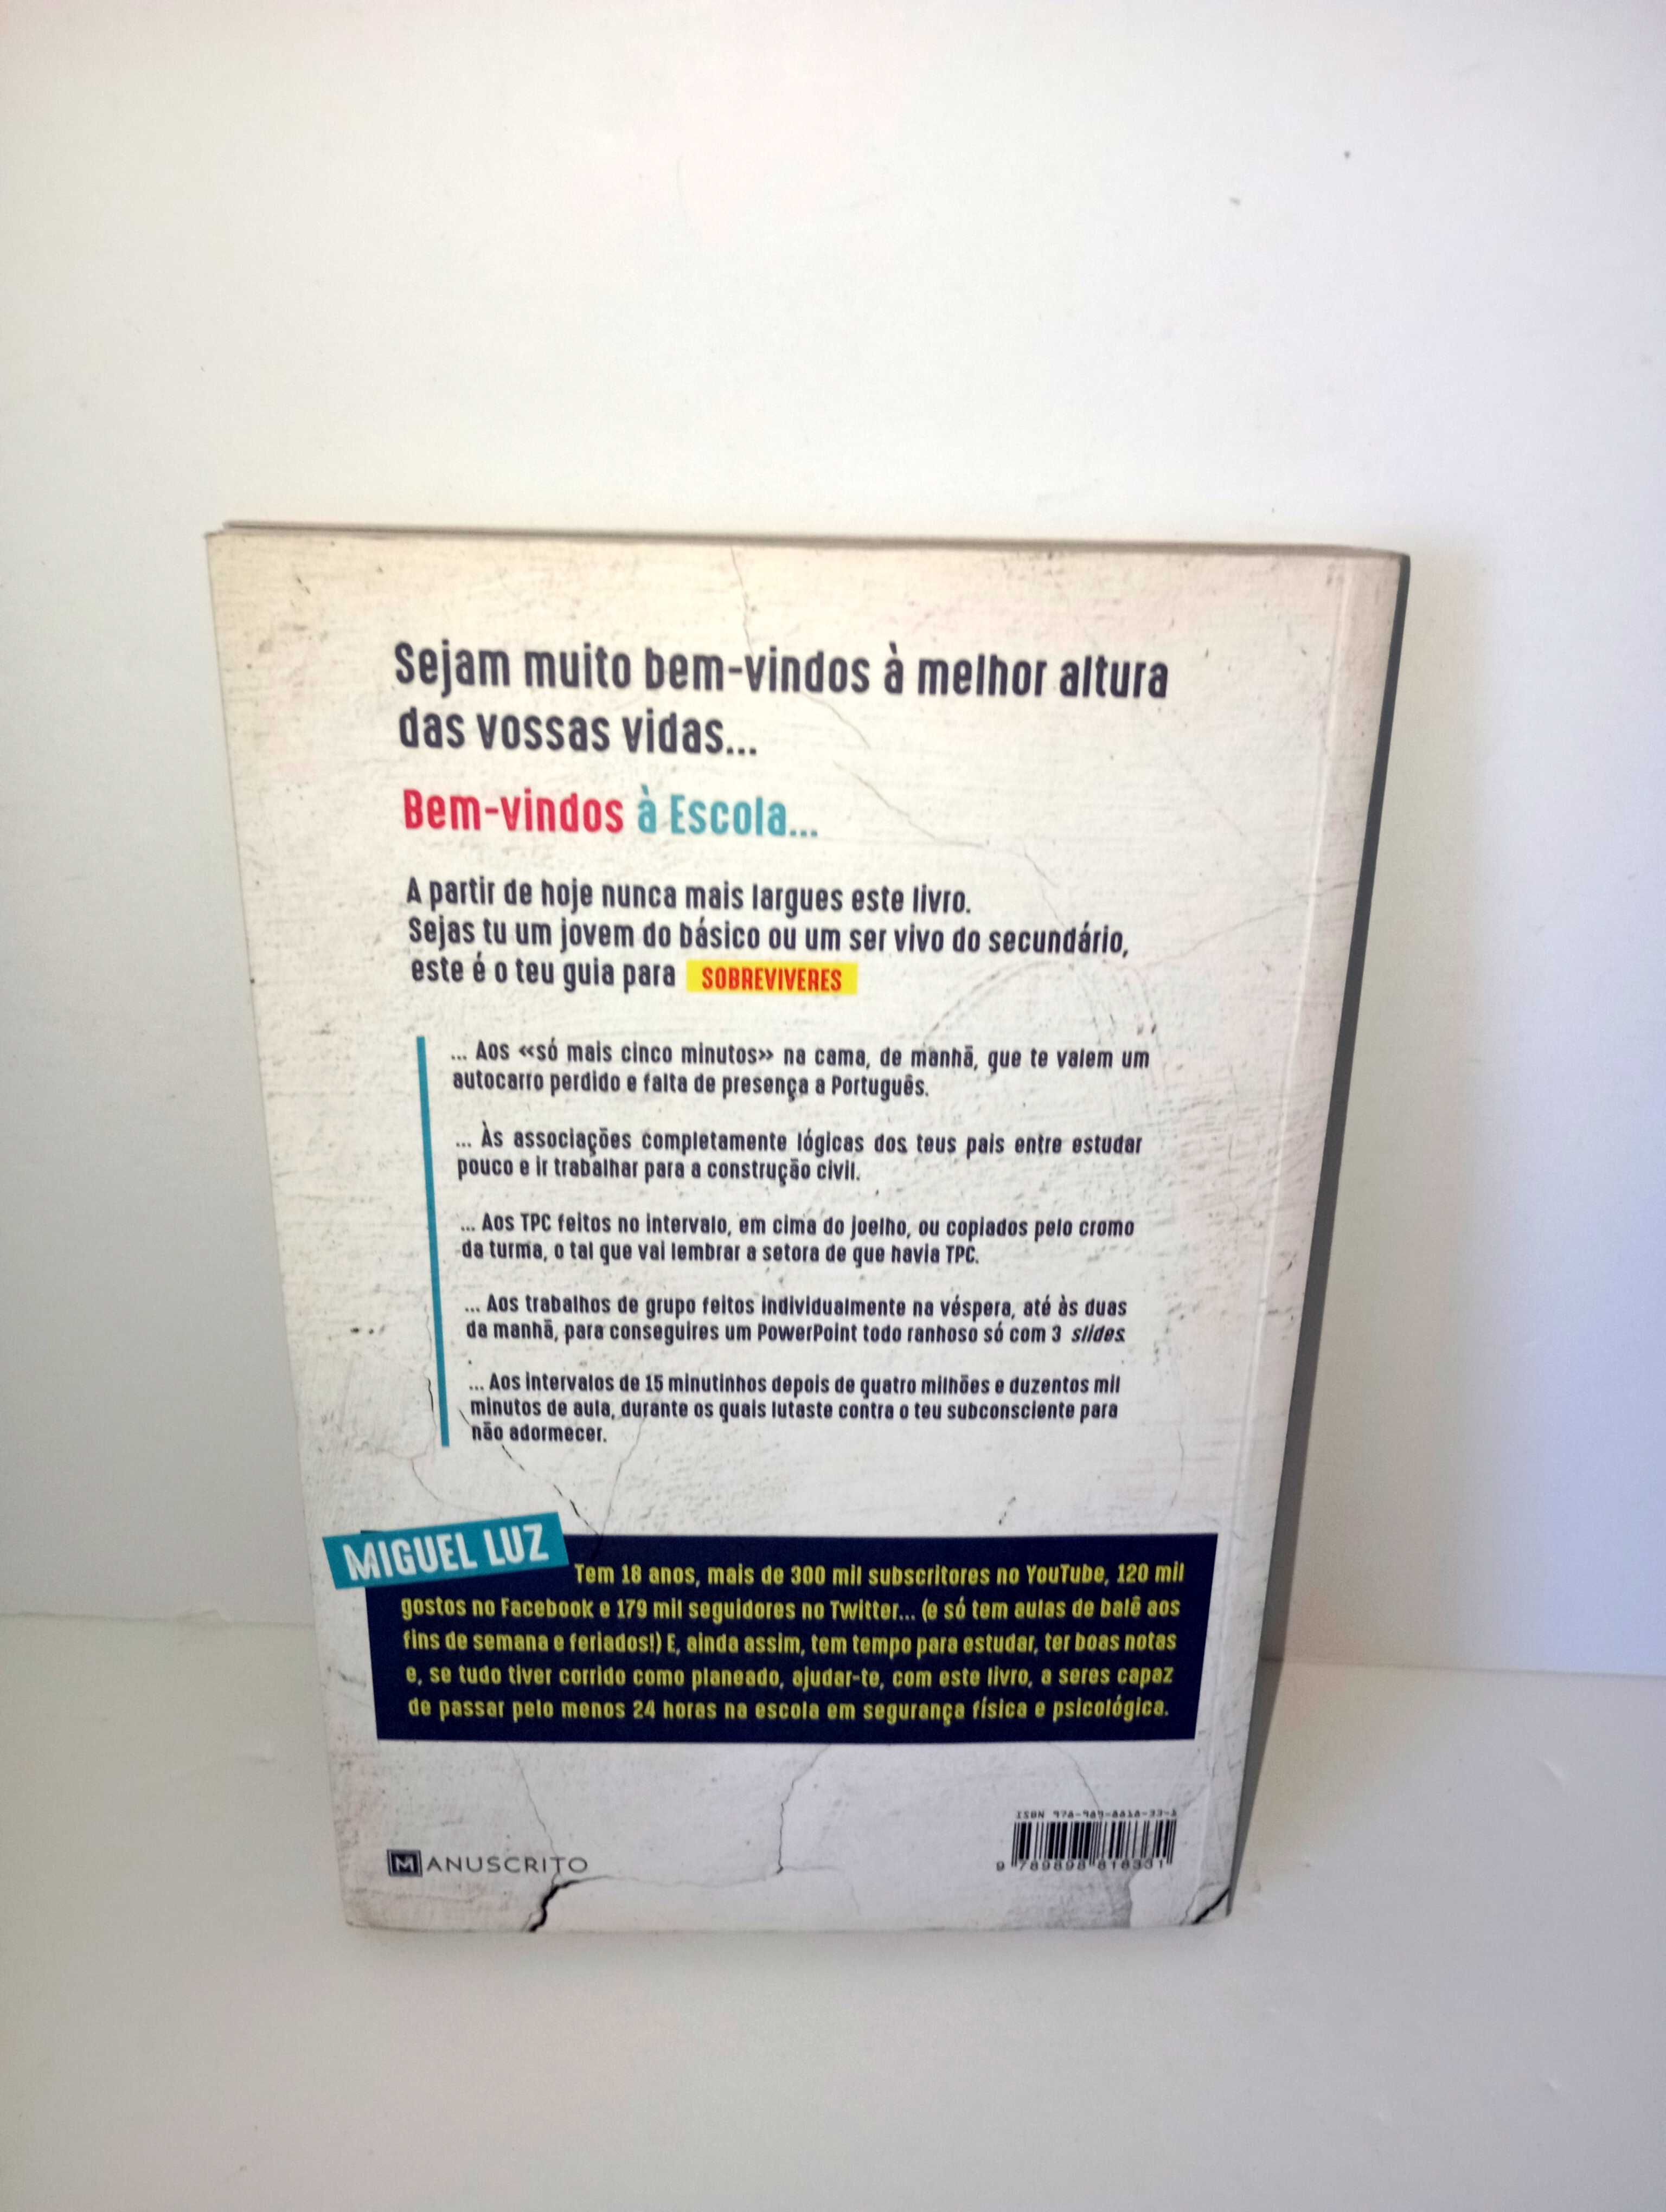 Sejam muito bem-vindos à melhor altura
das vossas vidas...
Bem-vindos à Escola...
A partir de hoje nunca mais largues este livro.
Sejas tu um jovem do básico ou um ser vivo do secundário,
este é o teu guia para SOBREVIVERES
... Aos «só mais cinco minutos» na cama, de manhã, que te valem um
autocarro perdido e falta de presença a Português.
... Às associações completamente lógicas dos teus pais entre estudar
pouco e ir trabalhar para a construção civil.
... Aos TPC feitos no intervalo, em cima do joelho, ou copiados pelo cromo
da turma, o tal que vai lembrar a setora de que havia TPC.
... Aos trabalhos de grupo feitos individualmente na véspera, até às duas
da manhã, para conseguires um PowerPoint todo ranhoso só com 3 slides.
... Aos intervalos de 15 minutinhos depois de quatro milhões e duzentos mil
minutos de aula, durante os quais lutaste contra o teu subconsciente para
não adormecer.
MIGUEL LUZ
Tem 18 anos, mais de 300 mil subscritores no YouTube, 120 mil
gostos no Facebook e 179 mil seguidores no Twitter... (e só tem aulas de balê aos
fins de semana e feriados!) E, ainda assim, tem tempo para estudar, ter boas notas
e, se tudo tiver corrido como planeado, ajudar-te, com este livro, a seres capaz
de passar pelo menos 24 horas na escola em segurança física e psicológica.
ISBN 978-989-8818-33-1
9 789898 818331
MANUSCRITO